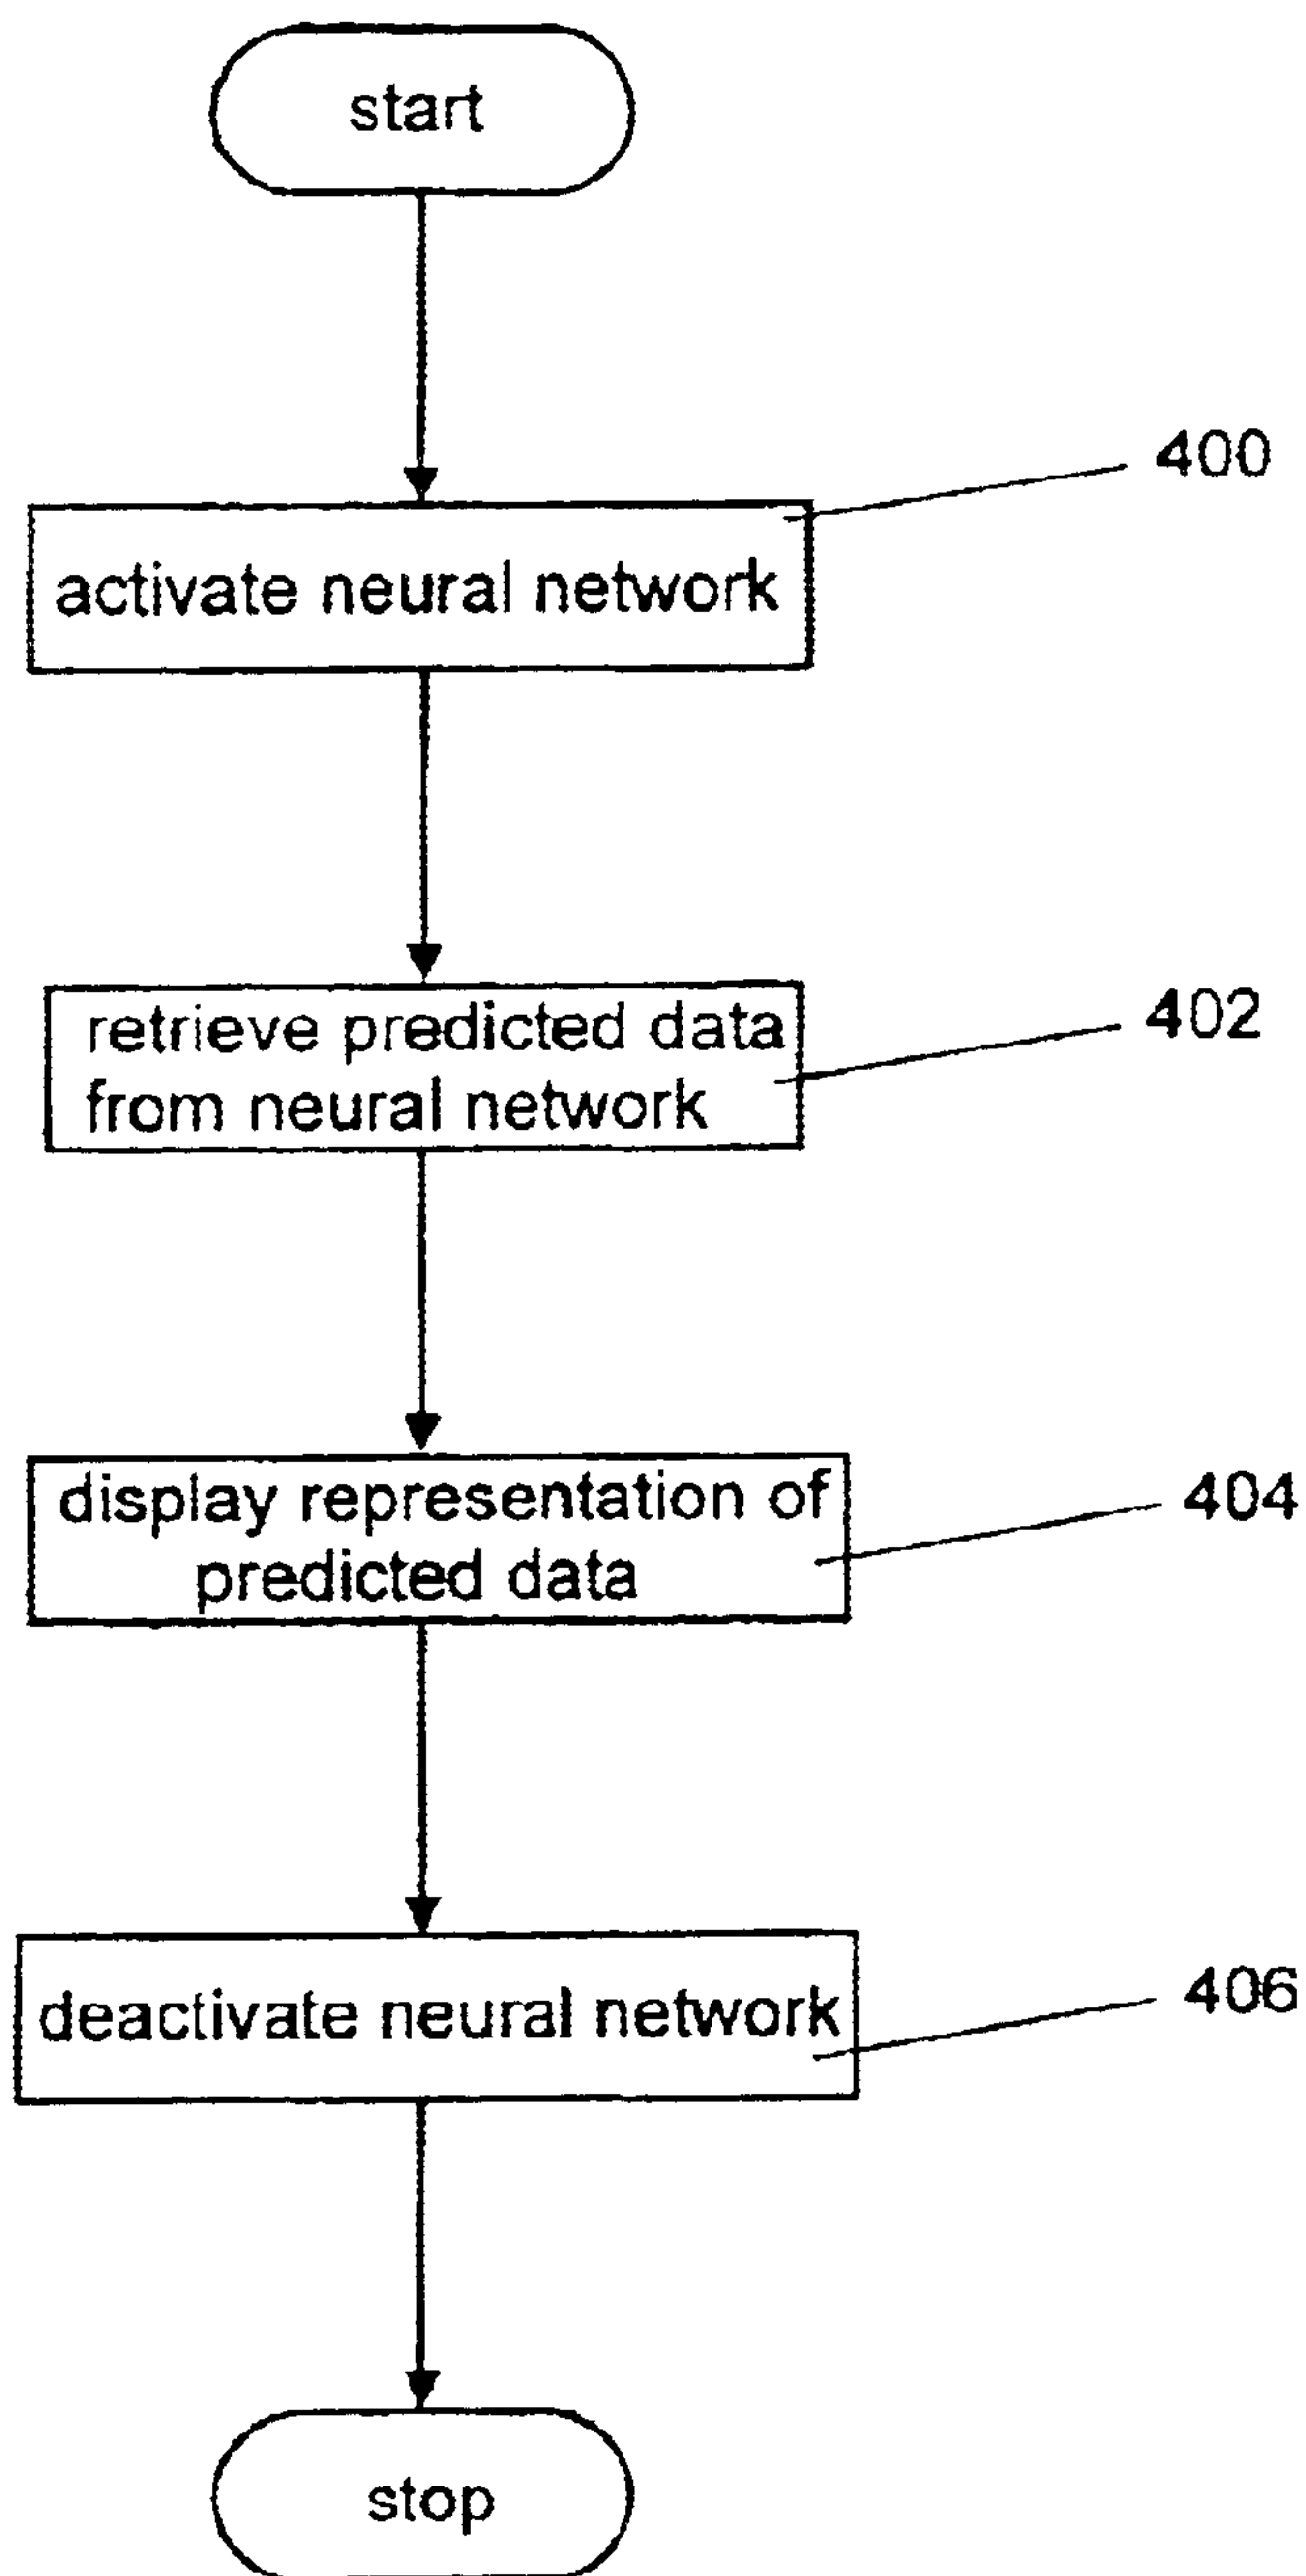 start
400
activate neural network
402
retrieve predicted data
from neural network
404
display representation of
predicted data
406
deactivate neural network
stop